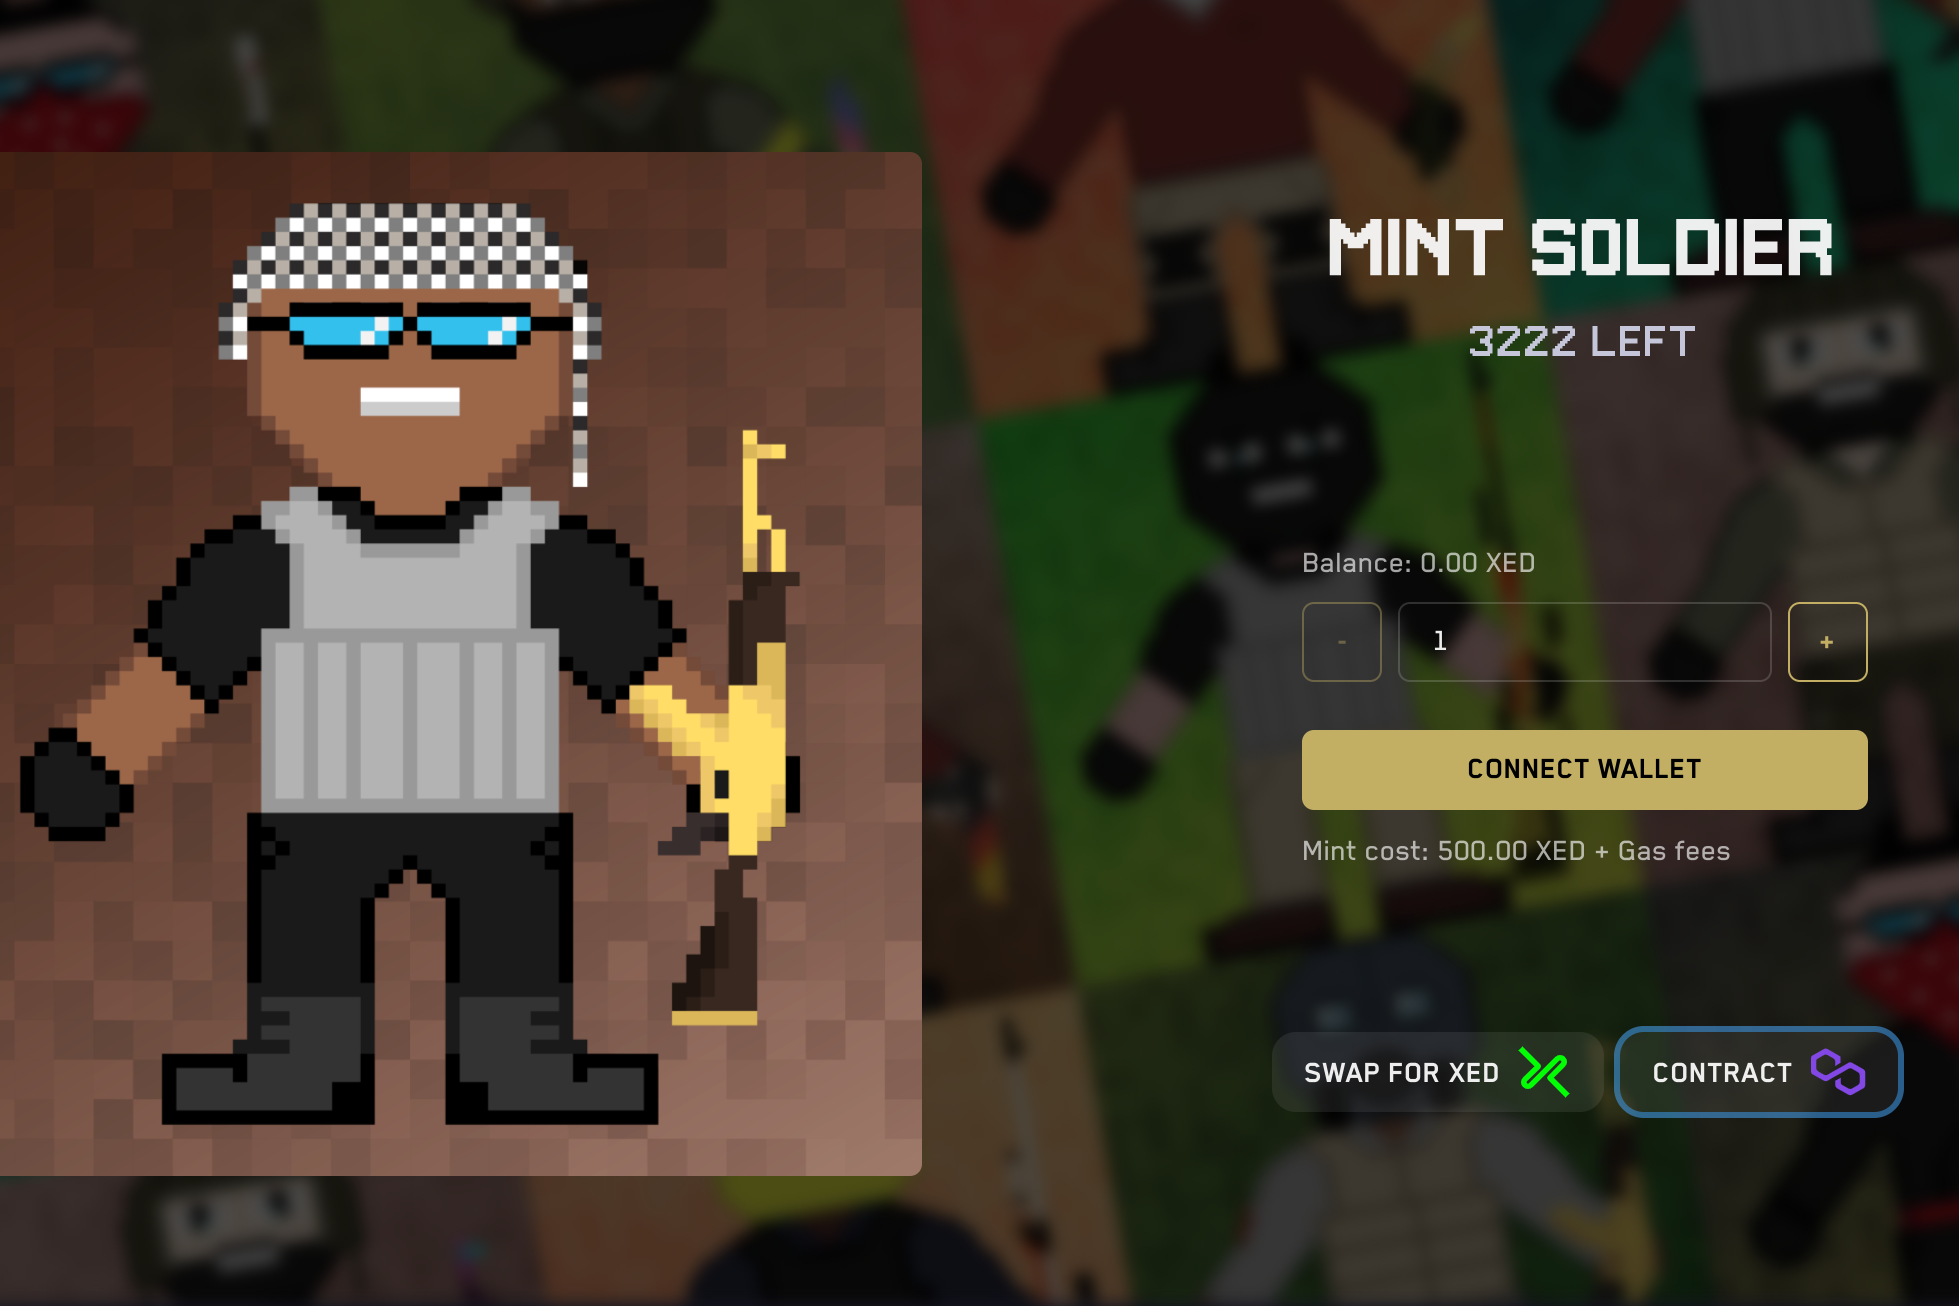 MINT SOLDIER
3222 LEFT
Balance: 0.00 XED
- 1 +
CONNECT WALLET
Mint cost: 500.00 XED + Gas fees
SWAP FOR XED
CONTRACT